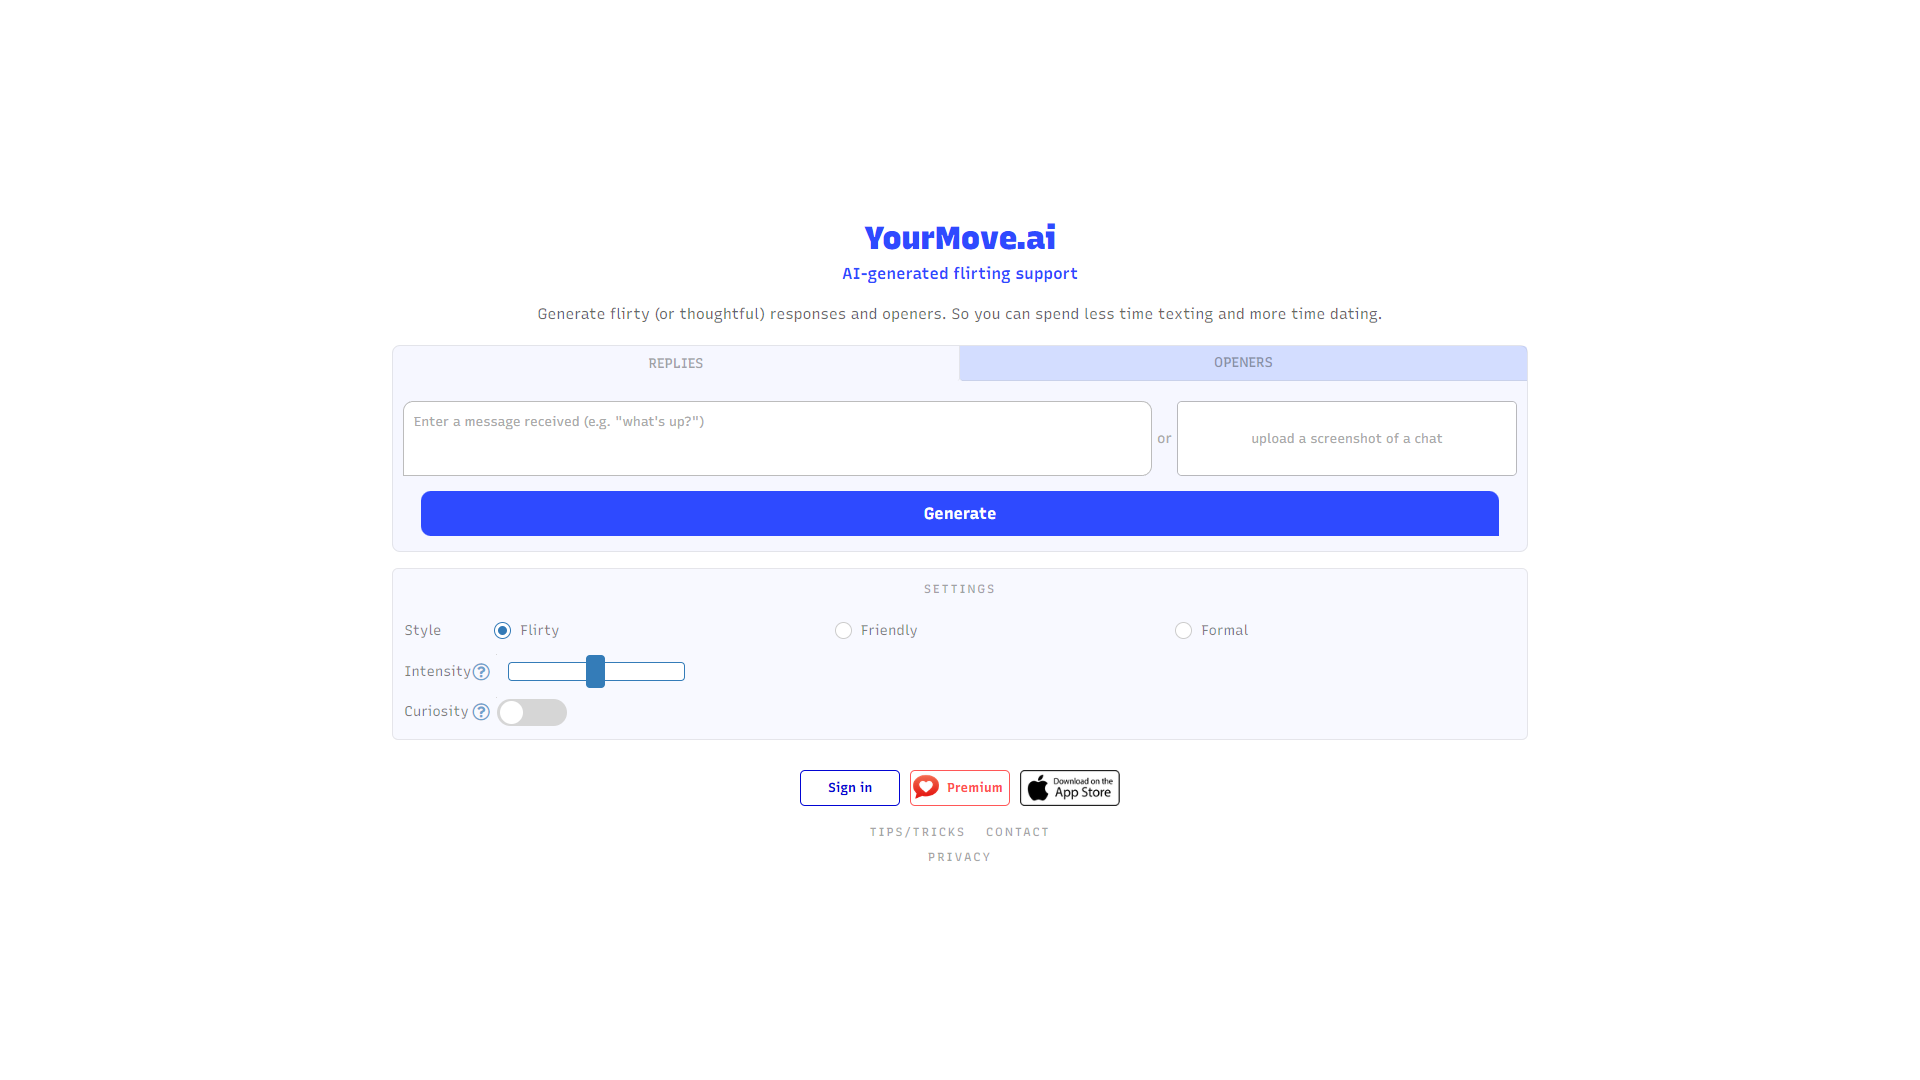 YourMove.ai
AI-generated flirting support
Generate flirty (or thoughtful) responses and openers. So you can spend less time texting and more time dating.
REPLIES
OPENERS
Enter a message received (e.g. "what's up?")
or
upload a screenshot of a chat
Generate
SETTINGS
Style
Flirty
Friendly
Formal
Intensity ?
Curiosity ?
Sign in
Premium
Download on the
App Store
TIPS/TRICKS
CONTACT
PRIVACY